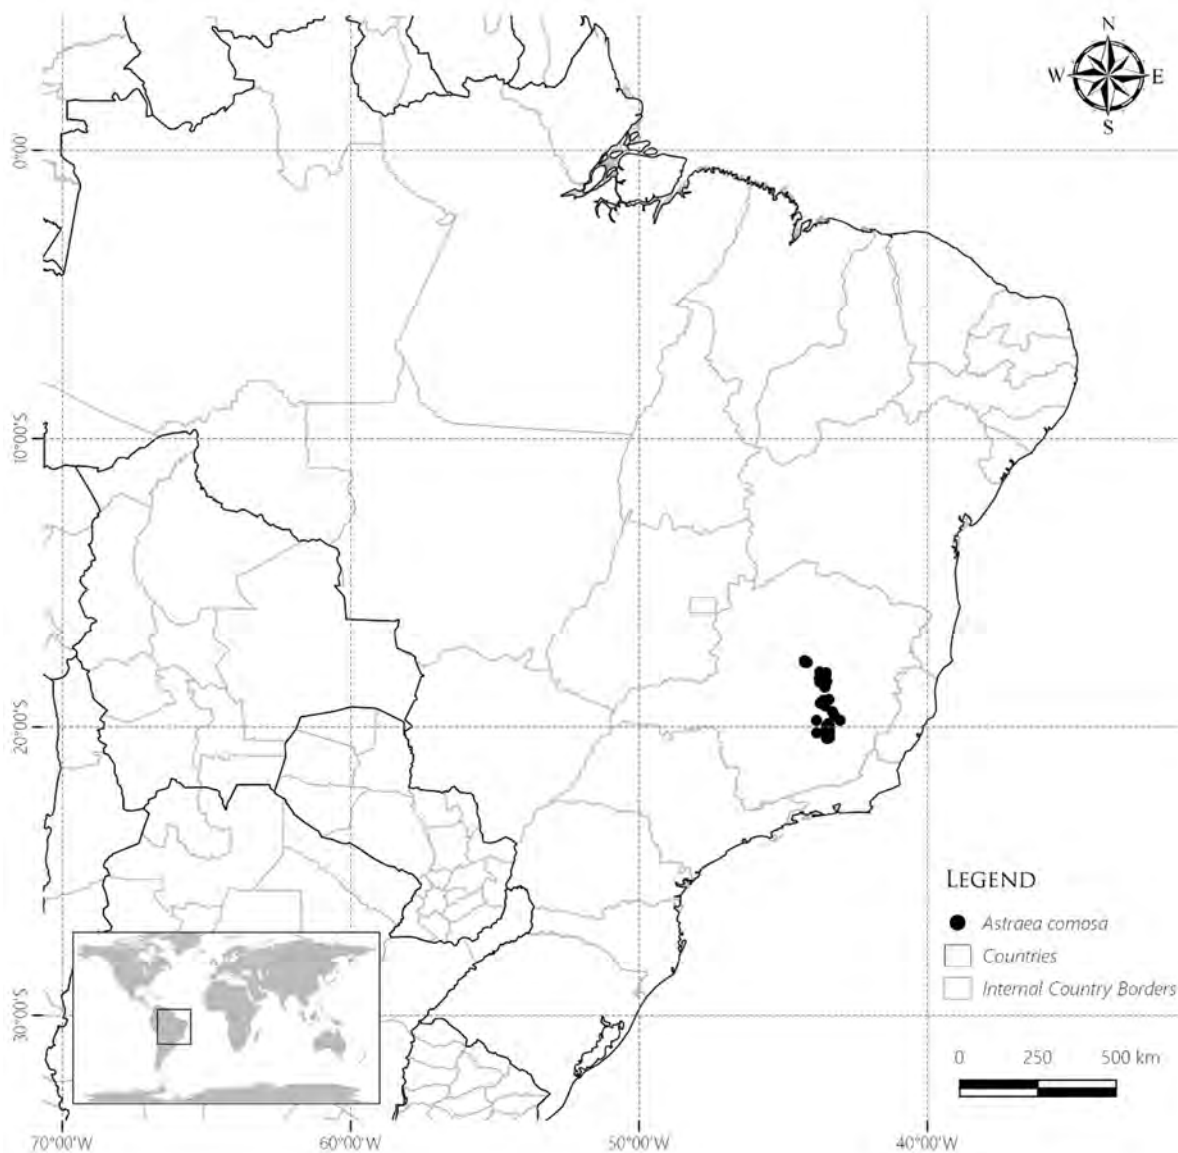 N
W E
S
0°00'
10°00'S
20°00'S
30°00'S
LEGEND
Astraea comosa
Countries
Internal Country Borders
0 250 500 km
70°00'W 60°00'W 50°00'W 40°00'W